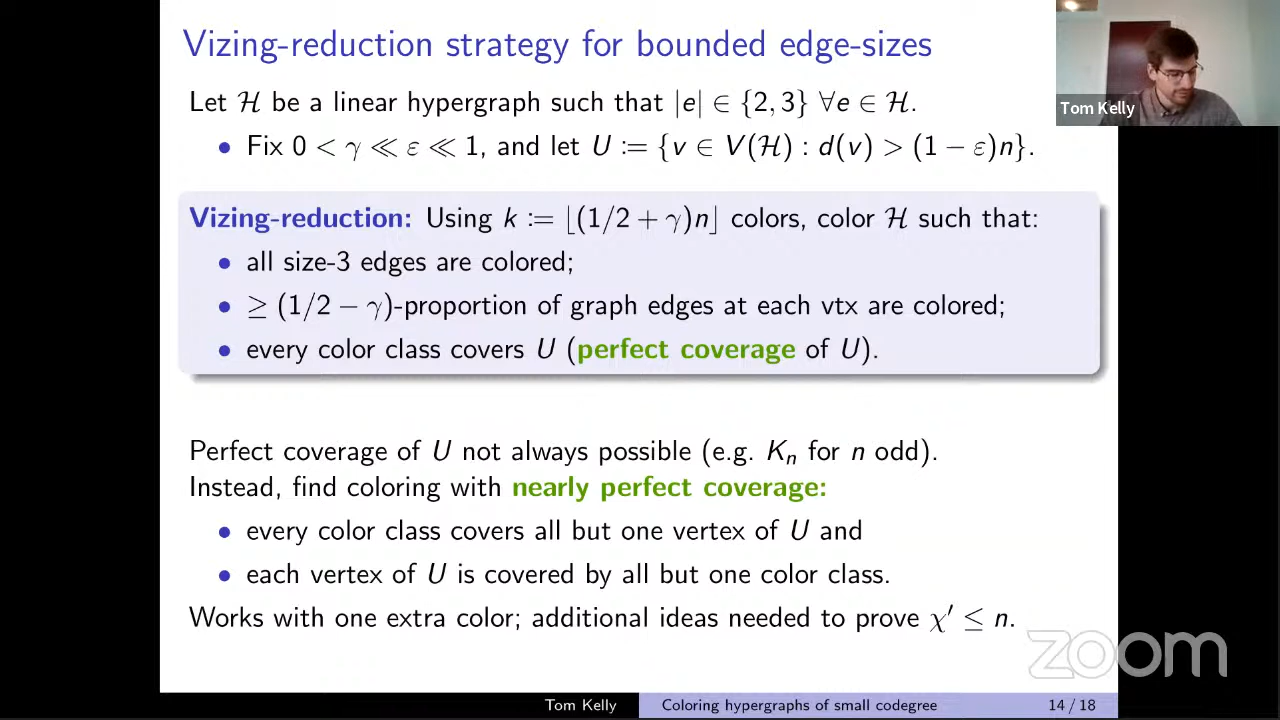 Vizing-reduction strategy for bounded edge-sizes
Tom Kelly
Let ℋ be a linear hypergraph such that |e| ∈ {2, 3} ∀e ∈ ℋ.
• Fix 0 < γ ≪ ε ≪ 1, and let U := {v ∈ V(ℋ) : d(v) > (1 − ε)n}.
Vizing-reduction: Using k := ⌊(1/2 + γ)n⌋ colors, color ℋ such that:
• all size-3 edges are colored;
• ≥ (1/2 − γ)-proportion of graph edges at each vtx are colored;
• every color class covers U (perfect coverage of U).
Perfect coverage of U not always possible (e.g. Kₙ for n odd).
Instead, find coloring with nearly perfect coverage:
• every color class covers all but one vertex of U and
• each vertex of U is covered by all but one color class.
Works with one extra color; additional ideas needed to prove χ′ ≤ n.
zoom
Tom Kelly
Coloring hypergraphs of small codegree
14 / 18